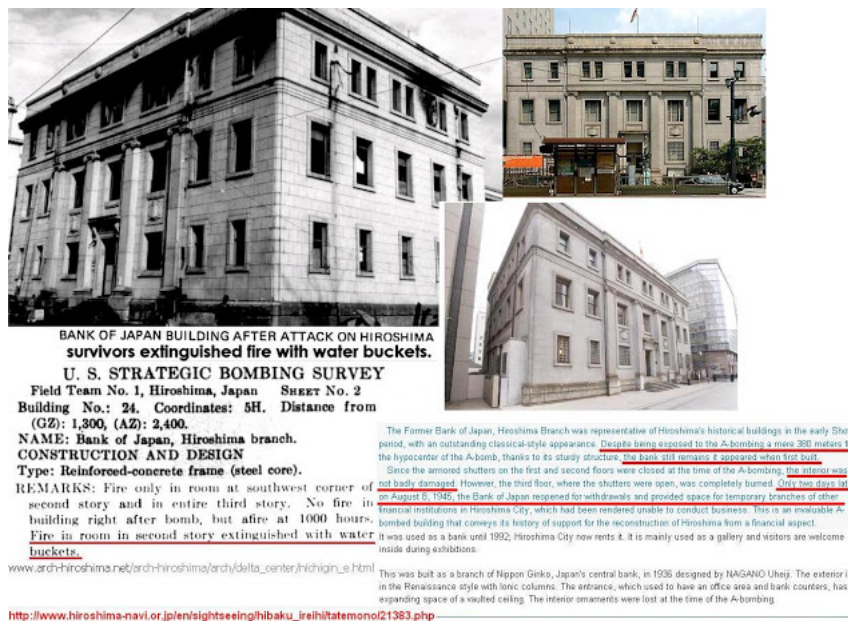 BANK OF JAPAN BUILDING AFTER ATTACK ON HIROSHIMA
survivors extinguished fire with water buckets.
U. S. STRATEGIC BOMBING SURVEY
Field Team No. 1, Hiroshima, Japan SHEET No. 2
Building No.: 24. Coordinates: 5H. Distance from
(GZ): 1,300, (AZ): 2,400.
NAME: Bank of Japan, Hiroshima branch.
CONSTRUCTION AND DESIGN
Type: Reinforced-concrete frame (steel core).
REMARKS: Fire only in room at southwest corner of
second story and in entire third story. No fire in
building right after bomb, but afire at 1000 hours.
Fire in room in second story extinguished with water
buckets.
www.arch-hiroshima.net/arch-hiroshima/arch/delta_center/nichigin_e.html
The Former Bank of Japan, Hiroshima Branch was representative of Hiroshima's historical buildings in the early Sho
period, with an outstanding classical-style appearance. Despite being exposed to the A-bombing a mere 380 meters f
the hypocenter of the A-bomb, thanks to its sturdy structure, the bank still remains it appeared when first built.
Since the armored shutters on the first and second floors were closed at the time of the A-bombing, the interior was
not badly damaged. However, the third floor, where the shutters were open, was completely burned. Only two days lat
on August 8, 1945, the Bank of Japan reopened for withdrawals and provided space for temporary branches of other
financial institutions in Hiroshima City, which had been rendered unable to conduct business. This is an invaluable A-
bombed building that conveys its history of support for the reconstruction of Hiroshima from a financial aspect.
It was used as a bank until 1992; Hiroshima City now rents it. It is mainly used as a gallery and visitors are welcome
inside during exhibitions.
This was built as a branch of Nippon Ginko, Japan's central bank, in 1936 designed by NAGANO Uheiji. The exterior i
in the Renaissance style with Ionic columns. The entrance, which used to have an office area and bank counters, has
expanding space of a vaulted ceiling. The interior ornaments were lost at the time of the A-bombing.
http://www.hiroshima-navi.or.jp/en/sightseeing/hibaku_ireihi/tatemono/21383.php